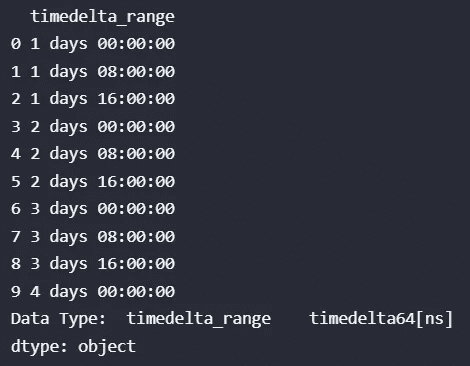 timedelta_range
0 1 days 00:00:00
1 1 days 08:00:00
2 1 days 16:00:00
3 2 days 00:00:00
4 2 days 08:00:00
5 2 days 16:00:00
6 3 days 00:00:00
7 3 days 08:00:00
8 3 days 16:00:00
9 4 days 00:00:00
Data Type:  timedelta_range    timedelta64[ns]
dtype: object